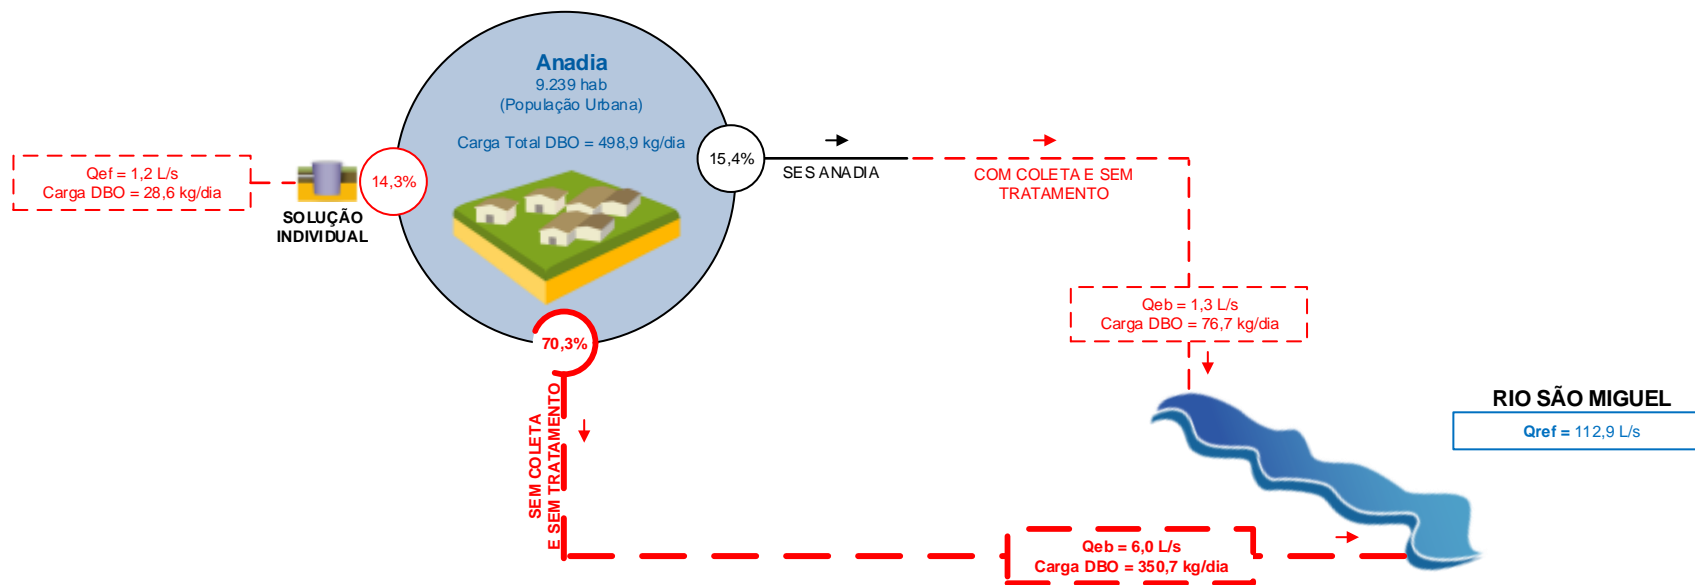 Anadia
9.239 hab
(População Urbana)
Carga Total DBO = 498,9 kg/dia
15,4%
SES ANADIA
COM COLETA E SEM
TRATAMENTO
Qef = 1,2 L/s
Carga DBO = 28,6 kg/dia
14,3%
SOLUÇÃO
INDIVIDUAL
Qeb = 1,3 L/s
Carga DBO = 76,7 kg/dia
70,3%
SEM COLETA
E SEM TRATAMENTO
RIO SÃO MIGUEL
Qref = 112,9 L/s
Qeb = 6,0 L/s
Carga DBO = 350,7 kg/dia